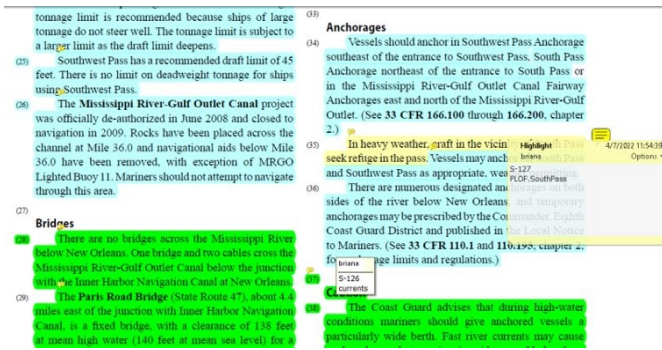 tonnage limit is recommended because ships of large
tonnage do not steer well. The tonnage limit is subject to
a larger limit as the draft limit deepens.
(25) Southwest Pass has a recommended draft limit of 45
feet. There is no limit on deadweight tonnage for ships
using Southwest Pass.
(26) The Mississippi River-Gulf Outlet Canal project
was officially de-authorized in June 2008 and closed to
navigation in 2009. Rocks have been placed across the
channel at Mile 36.0 and navigational aids below Mile
36.0 have been removed, with exception of MRGO
Lighted Buoy 11. Mariners should not attempt to navigate
through this area.
(27)
Bridges
(28) There are no bridges across the Mississippi River
below New Orleans. One bridge and two cables cross the
Mississippi River-Gulf Outlet Canal below the junction
with the Inner Harbor Navigation Canal at New Orleans.
(29) The Paris Road Bridge (State Route 47), about 4.4
miles east of the junction with Inner Harbor Navigation
Canal, is a fixed bridge, with a clearance of 138 feet
at mean high water (140 feet at mean sea level) for a
(33)
Anchorages
(34) Vessels should anchor in Southwest Pass Anchorage
southeast of the entrance to Southwest Pass, South Pass
Anchorage northeast of the entrance to South Pass or
in the Mississippi River-Gulf Outlet Canal Fairway
Anchorages east and north of the Mississippi River-Gulf
Outlet. (See 33 CFR 166.100 through 166.200, chapter
2.)
(35) In heavy weather, craft in the vicinity of South Pass
seek refuge in the pass. Vessels may anchor in South Pass
and Southwest Pass as appropriate, weather
(36) There are numerous designated anchorages on both
sides of the river below New Orleans, and temporary
anchorages may be prescribed by the Commander, Eighth
Coast Guard District and published in the Local Notice
to Mariners. (See 33 CFR 110.1 and 110.195, chapter 2,
for anchorage limits and regulations.)
(37)
Caution
(38) The Coast Guard advises that during high-water
conditions mariners should give anchored vessels a
particularly wide berth. Fast river currents may cause
Highlight 4/7/2022 11:54:39
briana Options
S-127
PLOF.SouthPass
briana
S-126
currents